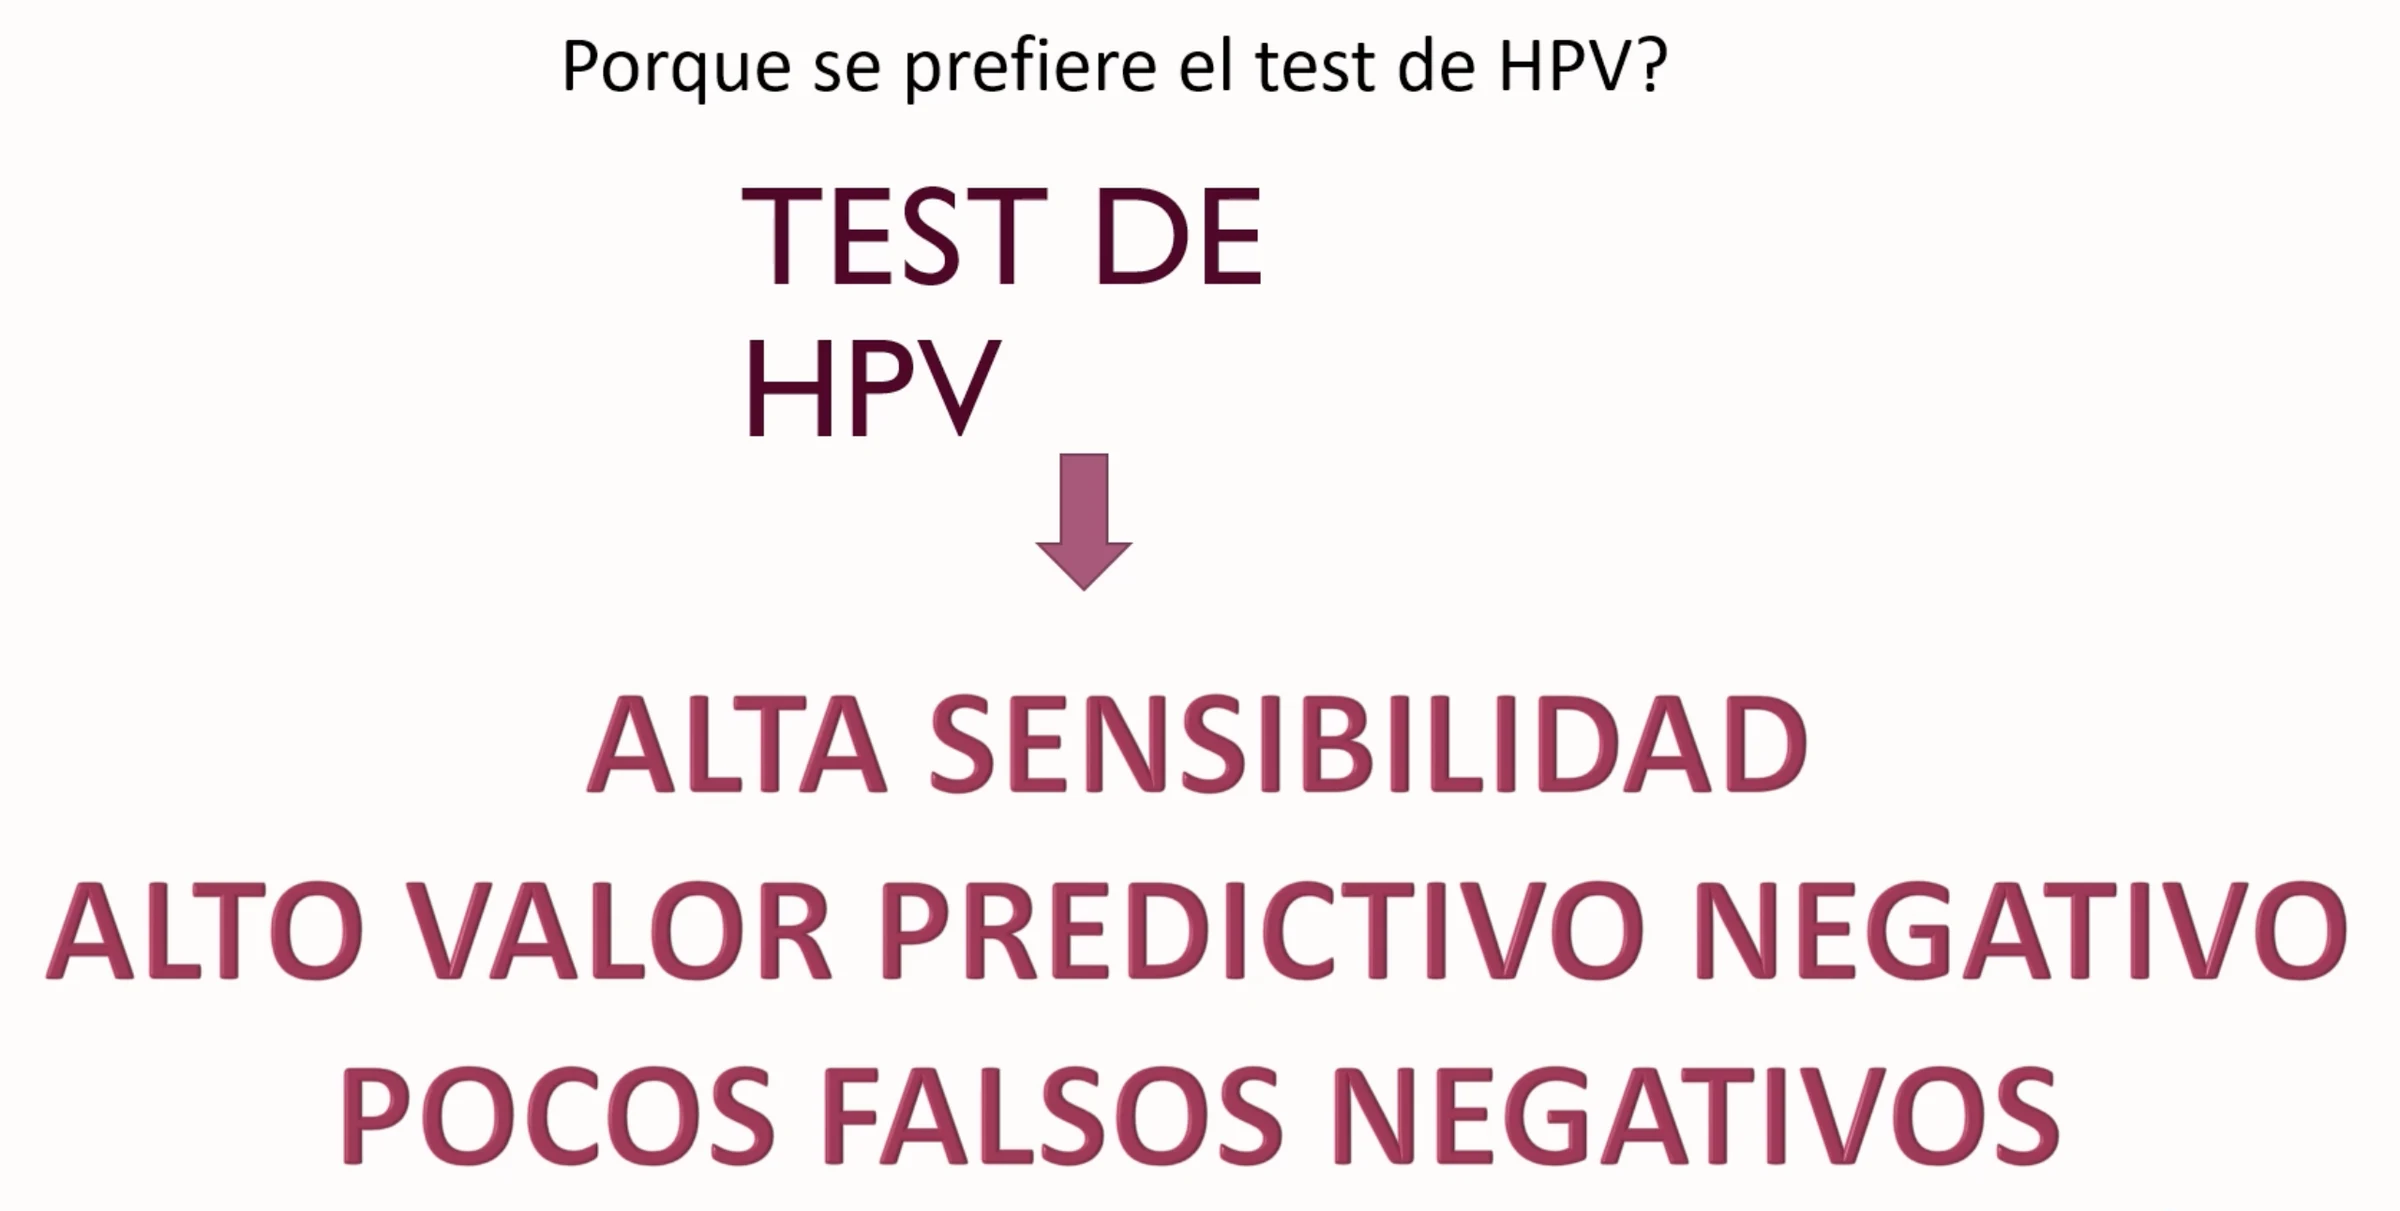 Porque se prefiere el test de HPV?
TEST DE
HPV
ALTA SENSIBILIDAD
ALTO VALOR PREDICTIVO NEGATIVO
POCOS FALSOS NEGATIVOS